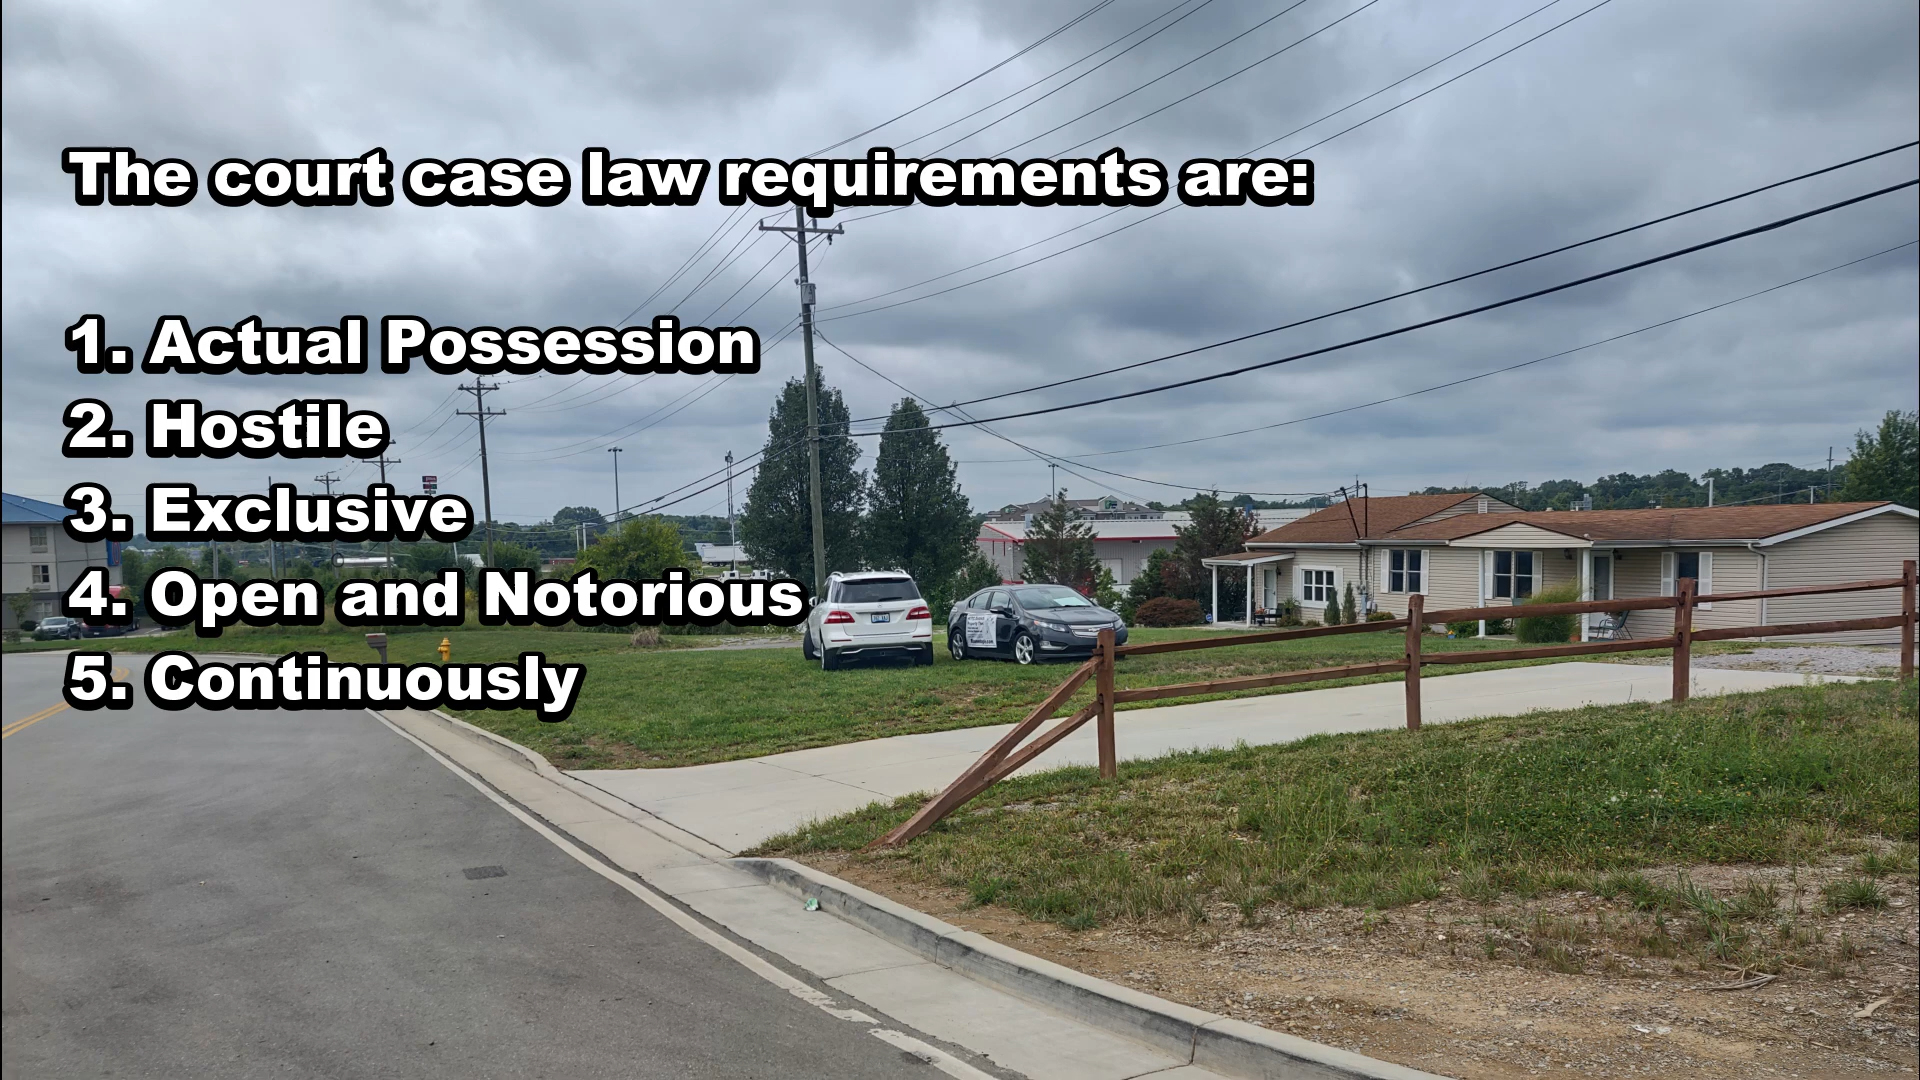 The court case law requirements are:
1. Actual Possession
2. Hostile
3. Exclusive
4. Open and Notorious
5. Continuously